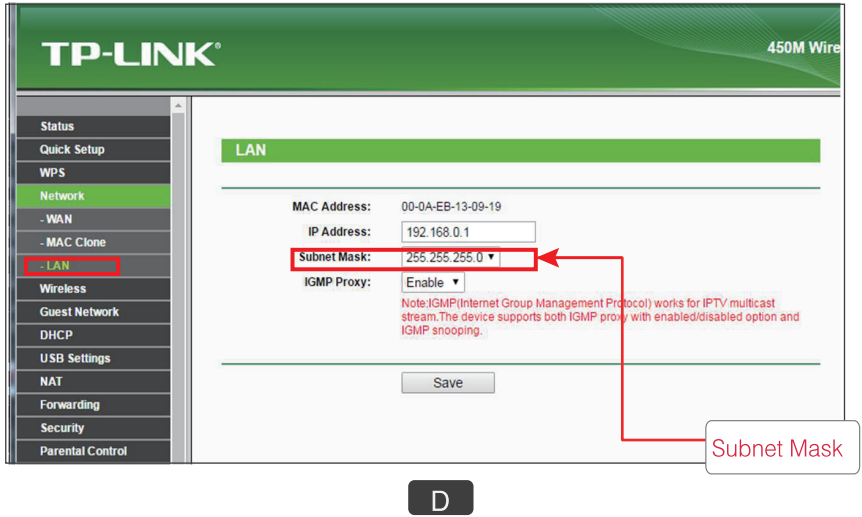 TP-LINK®
450M Wire
Status
Quick Setup
WPS
Network
- WAN
- MAC Clone
- LAN
Wireless
Guest Network
DHCP
USB Settings
NAT
Forwarding
Security
Parental Control
LAN
MAC Address: 00-0A-EB-13-09-19
IP Address: 192.168.0.1
Subnet Mask: 255.255.255.0
IGMP Proxy: Enable
Note:IGMP(Internet Group Management Protocol) works for IPTV multicast
stream.The device supports both IGMP proxy with enabled/disabled option and
IGMP snooping.
Save
Subnet Mask
D